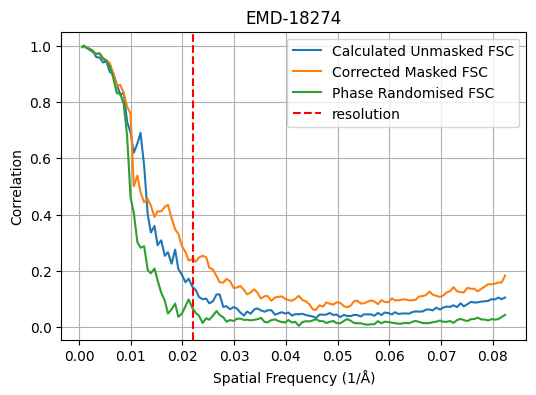 EMD-18274
Calculated Unmasked FSC
Corrected Masked FSC
Phase Randomised FSC
resolution
Correlation
1.0
0.8
0.6
0.4
0.2
0.0
0.00 0.01 0.02 0.03 0.04 0.05 0.06 0.07 0.08
Spatial Frequency (1/Å)